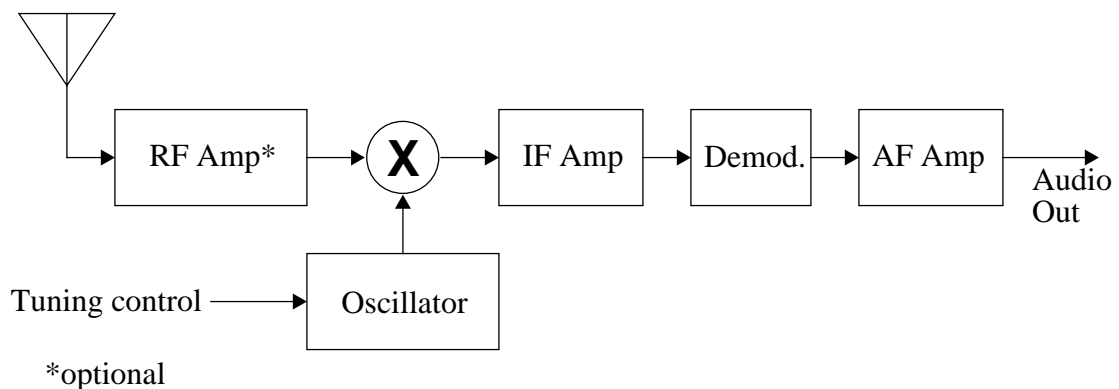 RF Amp*
X
IF Amp
Demod.
AF Amp
Audio
Out
Tuning control
Oscillator
*optional